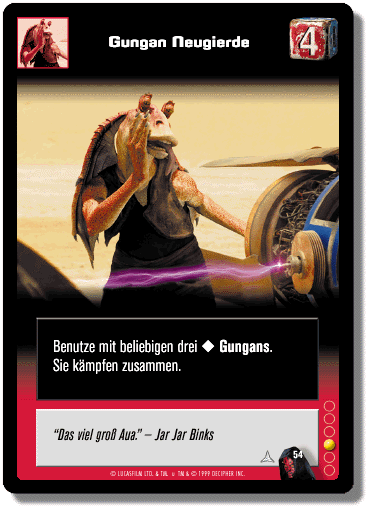 Gungan Neugierde
4
Benutze mit beliebigen drei ◆ Gungans.
Sie kämpfen zusammen.
"Das viel groß Aua." – Jar Jar Binks
54
© LUCASFILM LTD. & TM. ¤ TM & © 1999 DECIPHER INC.